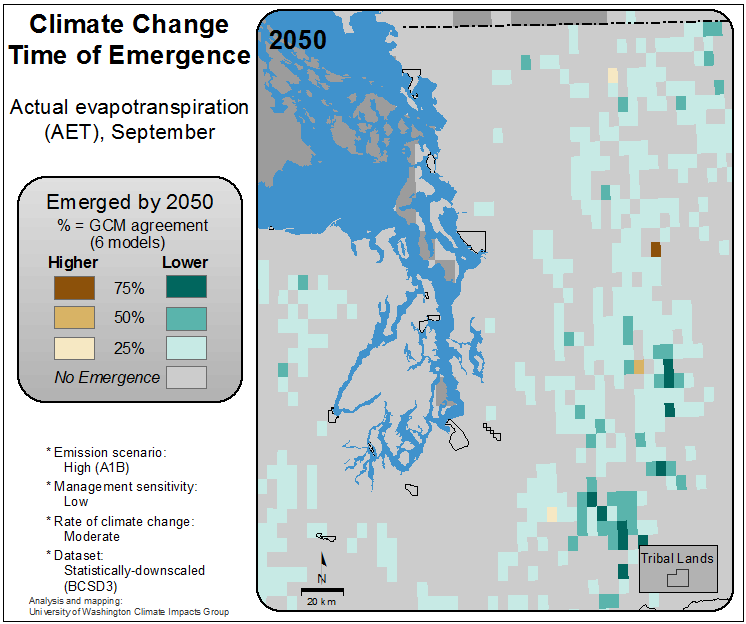 Climate Change
Time of Emergence
Actual evapotranspiration
(AET), September
Emerged by 2050
% = GCM agreement
(6 models)
Higher Lower
75%
50%
25%
No Emergence
* Emission scenario:
High (A1B)
* Management sensitivity:
Low
* Rate of climate change:
Moderate
* Dataset:
Statistically-downscaled
(BCSD3)
Analysis and mapping:
University of Washington Climate Impacts Group
2050
N
20 km
Tribal Lands